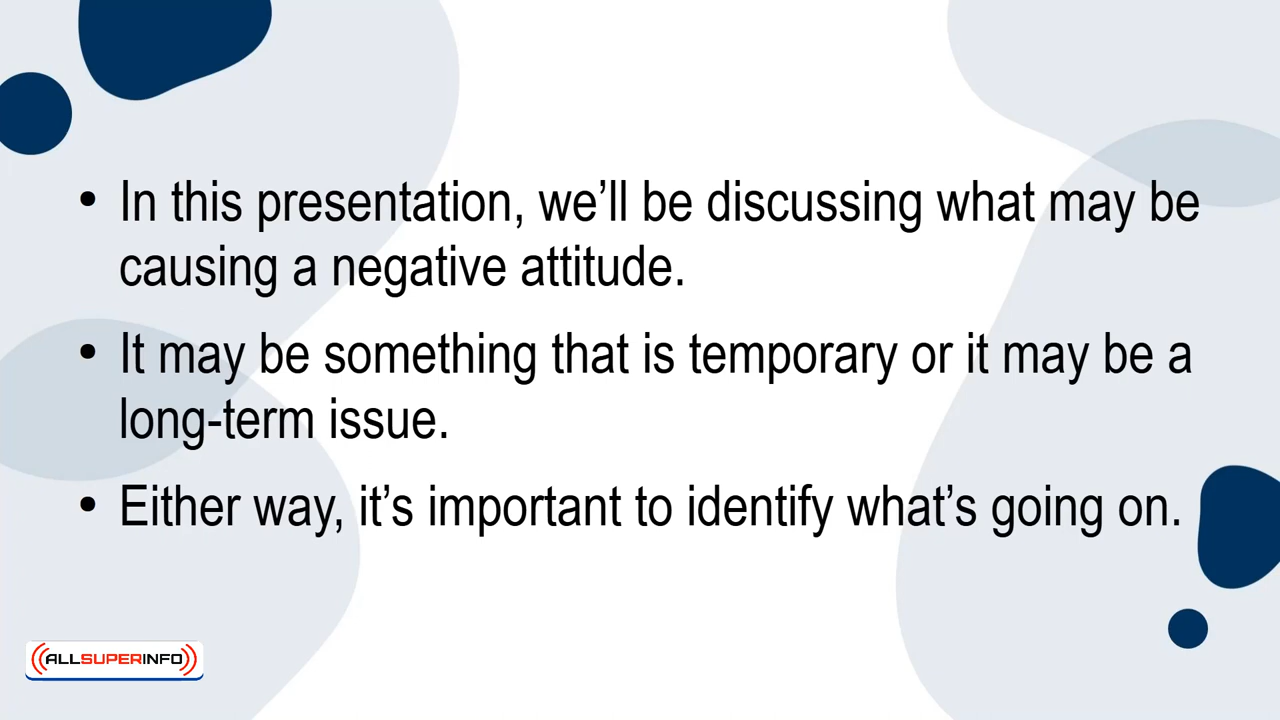 • In this presentation, we’ll be discussing what may be
causing a negative attitude.
• It may be something that is temporary or it may be a
long-term issue.
• Either way, it’s important to identify what’s going on.
ALLSUPERINFO